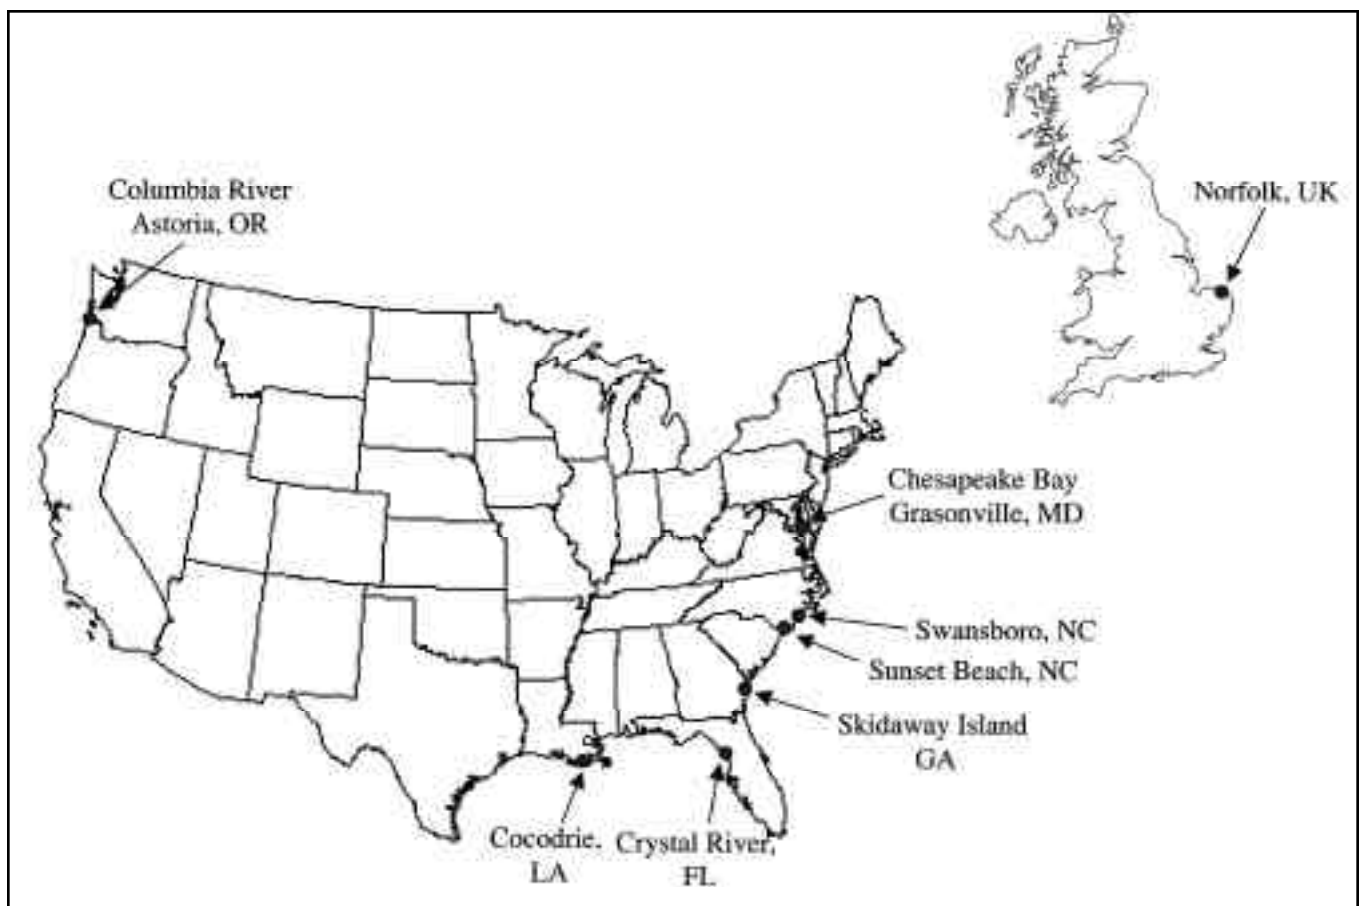 Columbia River
Astoria, OR
Norfolk, UK
Chesapeake Bay
Grasonville, MD
Swansboro, NC
Sunset Beach, NC
Skidaway Island
GA
Cocodrie,
LA
Crystal River,
FL